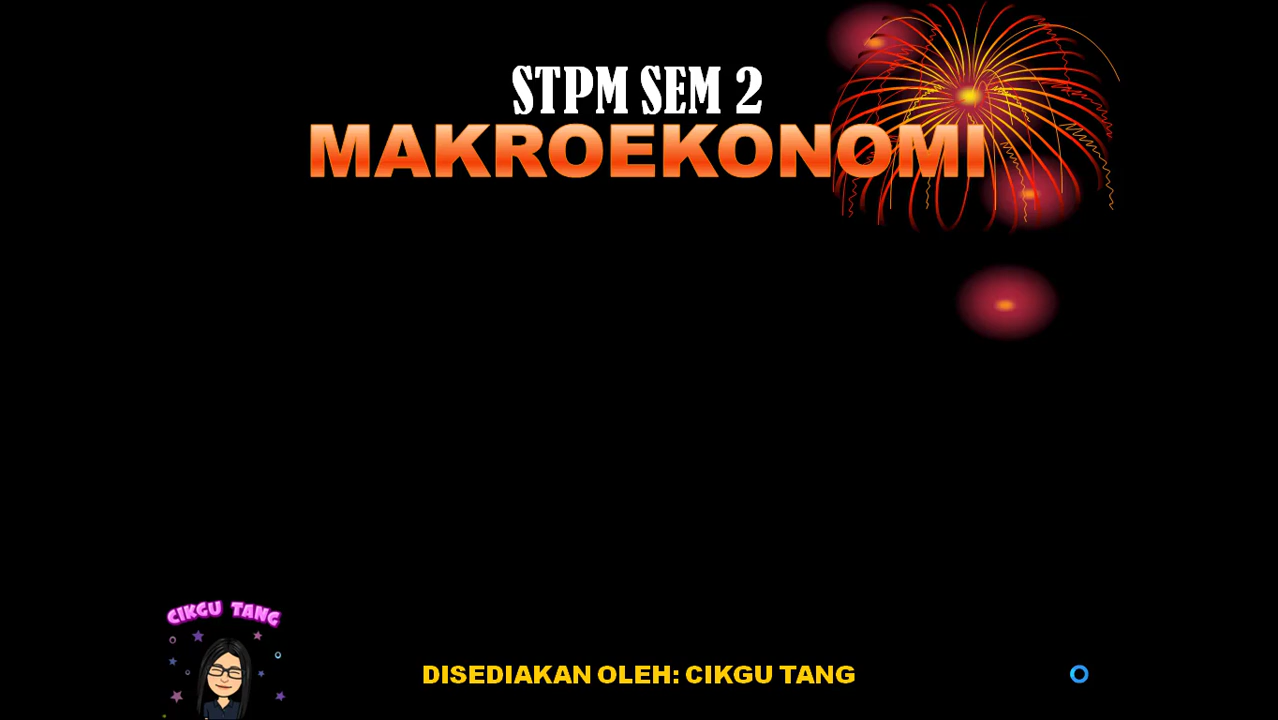 STPM SEM 2
MAKROEKONOMI
CIKGU TANG
DISEDIAKAN OLEH: CIKGU TANG